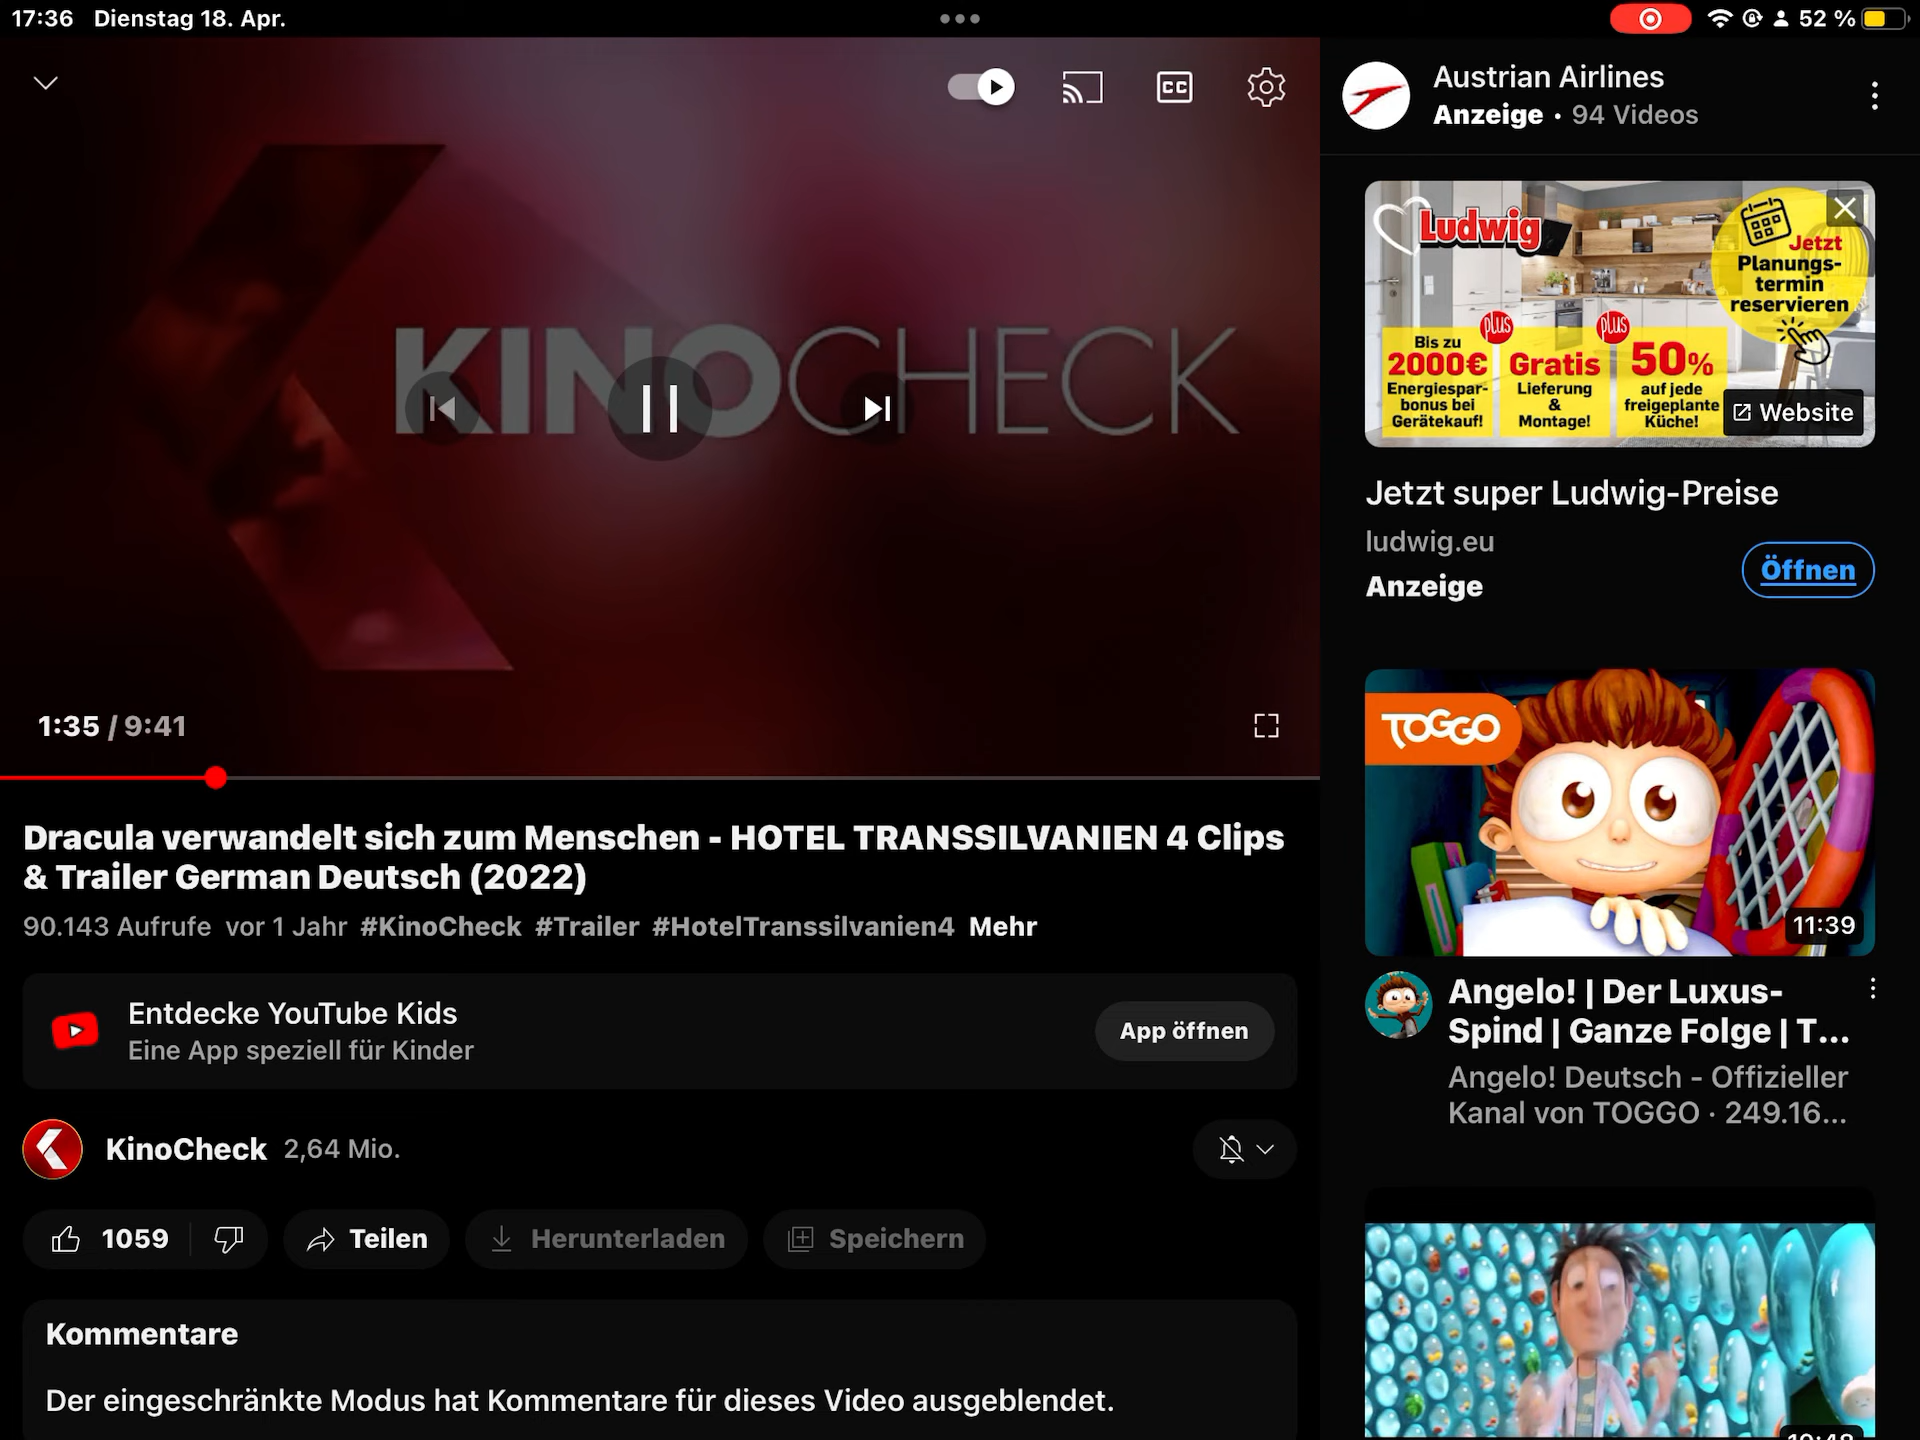 17:36 Dienstag 18. Apr.
52 %
CC
KINOCHECK
1:35 / 9:41
Dracula verwandelt sich zum Menschen - HOTEL TRANSSILVANIEN 4 Clips
& Trailer German Deutsch (2022)
90.143 Aufrufe vor 1 Jahr #KinoCheck #Trailer #HotelTranssilvanien4 Mehr
Entdecke YouTube Kids
Eine App speziell für Kinder
App öffnen
KinoCheck 2,64 Mio.
1059
Teilen
Herunterladen
Speichern
Kommentare
Der eingeschränkte Modus hat Kommentare für dieses Video ausgeblendet.
Austrian Airlines
Anzeige • 94 Videos
Ludwig
Jetzt
Planungs-
termin
reservieren
Bis zu
2000€
Energiespar-
bonus bei
Gerätekauf!
plus
Gratis
Lieferung
&
Montage!
plus
50%
auf jede
freigeplante
Küche!
Website
Jetzt super Ludwig-Preise
ludwig.eu
Anzeige
Öffnen
TOGGO
11:39
Angelo! | Der Luxus-
Spind | Ganze Folge | T...
Angelo! Deutsch - Offizieller
Kanal von TOGGO · 249.16...